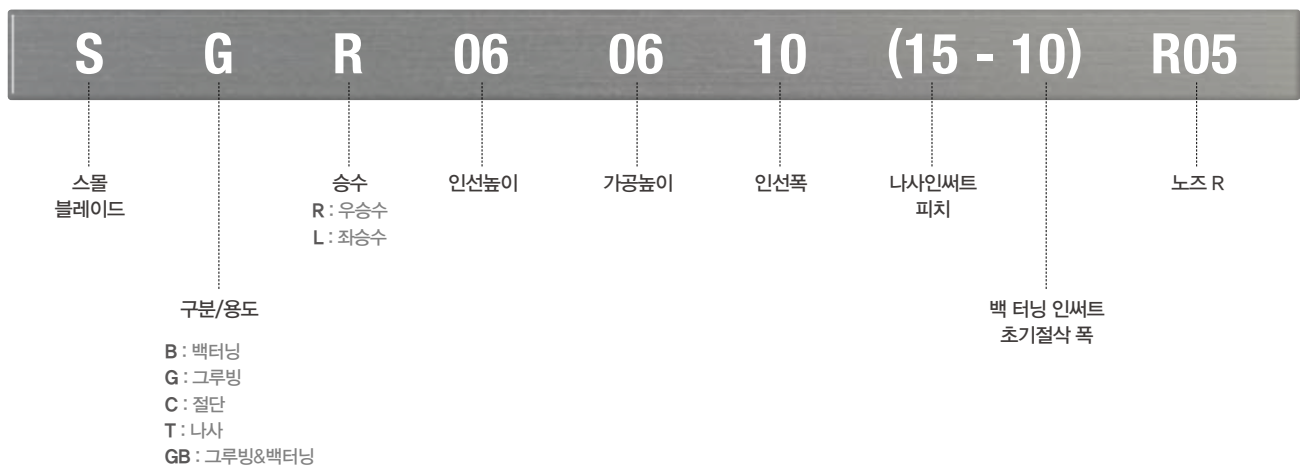 S G R 06 06 10 (15 - 10) R05
스몰
블레이드
구분/용도
B : 백터닝
G : 그루빙
C : 절단
T : 나사
GB : 그루빙&백터닝
승수
R : 우승수
L : 좌승수
인선높이
가공높이
인선폭
나사인써트
피치
백 터닝 인써트
초기절삭 폭
노즈 R